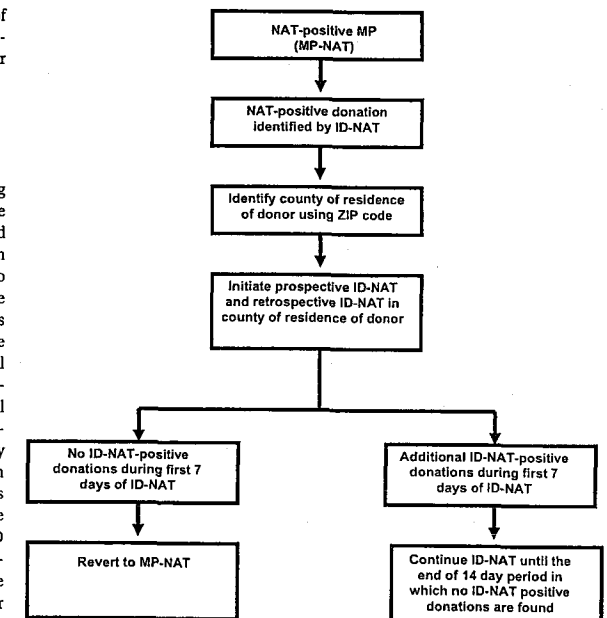 of
-
r
g
e
d
n
o
e
s
e
l
-
l
-
y
n
s
e
)
-
e
r
NAT-positive MP
(MP-NAT)
NAT-positive donation
identified by ID-NAT
Identify county of residence
of donor using ZIP code
Initiate prospective ID-NAT
and retrospective ID-NAT in
county of residence of donor
No ID-NAT-positive
donations during first 7
days of ID-NAT
Additional ID-NAT-positive
donations during first 7
days of ID-NAT
Revert to MP-NAT
Continue ID-NAT until the
end of 14 day period in
which no ID-NAT positive
donations are found